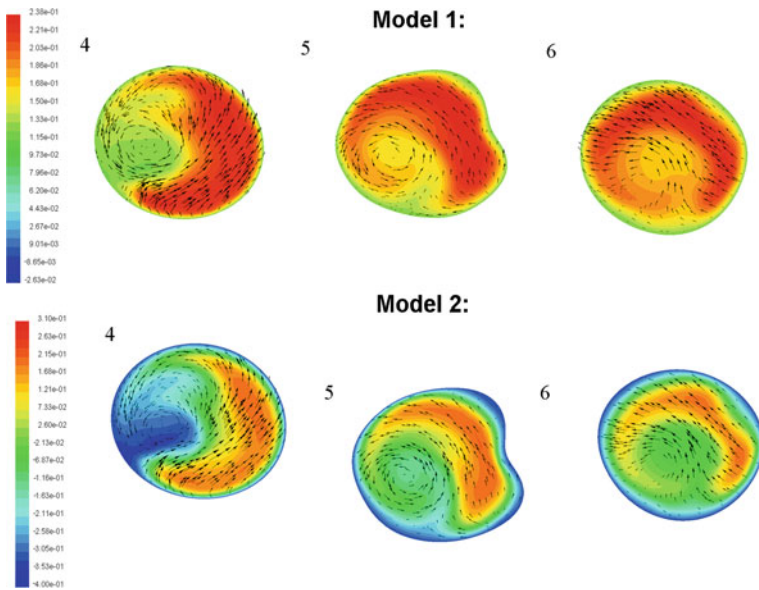 Model 1:
4
5
6
2.38e-01
2.21e-01
2.03e-01
1.86e-01
1.68e-01
1.50e-01
1.33e-01
1.15e-01
9.73e-02
7.96e-02
6.20e-02
4.43e-02
2.67e-02
9.01e-03
-8.65e-03
-2.63e-02
Model 2:
4
5
6
3.10e-01
2.63e-01
2.15e-01
1.68e-01
1.21e-01
7.33e-02
2.60e-02
-2.13e-02
-6.87e-02
-1.16e-01
-1.63e-01
-2.11e-01
-2.58e-01
-3.05e-01
-3.53e-01
-4.00e-01